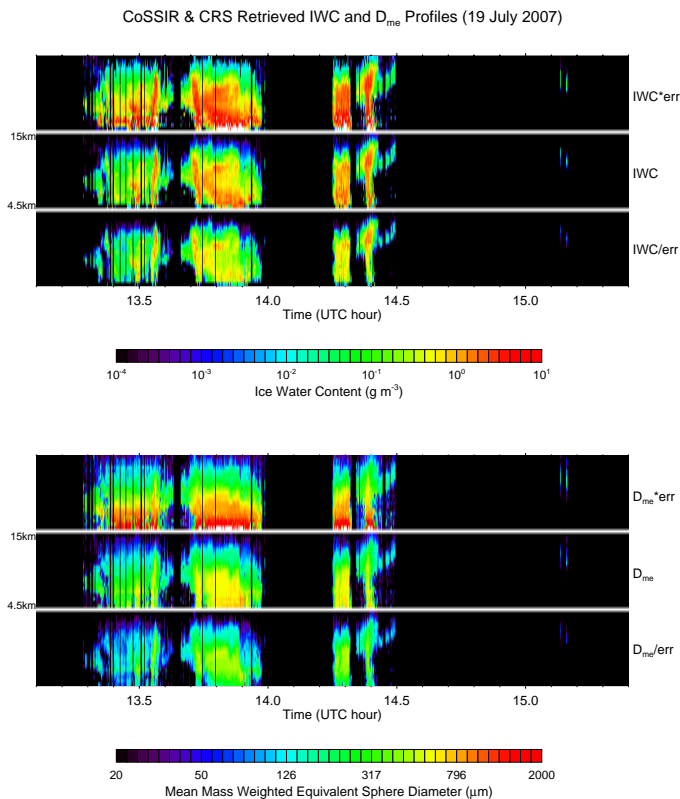 CoSSIR & CRS Retrieved IWC and Dme Profiles (19 July 2007)
IWC*err
15km
IWC
4.5km
IWC/err
13.5 14.0 14.5 15.0
Time (UTC hour)
10-4 10-3 10-2 10-1 100 101
Ice Water Content (g m-3)
Dme*err
15km
Dme
4.5km
Dme/err
13.5 14.0 14.5 15.0
Time (UTC hour)
20 50 126 317 796 2000
Mean Mass Weighted Equivalent Sphere Diameter (μm)